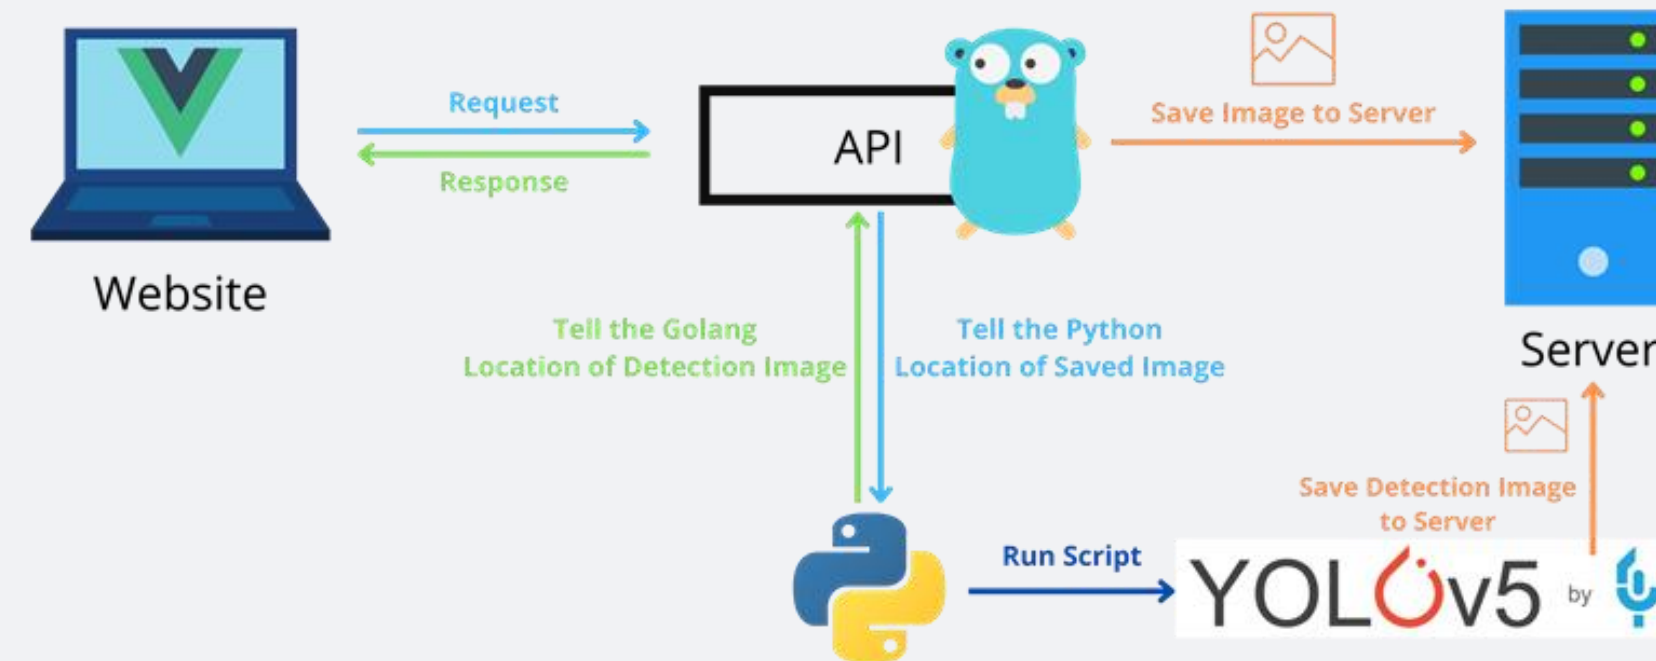 Request
Response
Website
API
Save Image to Server
Server
Tell the Golang
Location of Detection Image
Tell the Python
Location of Saved Image
Save Detection Image
to Server
Run Script
YOLOv5 by